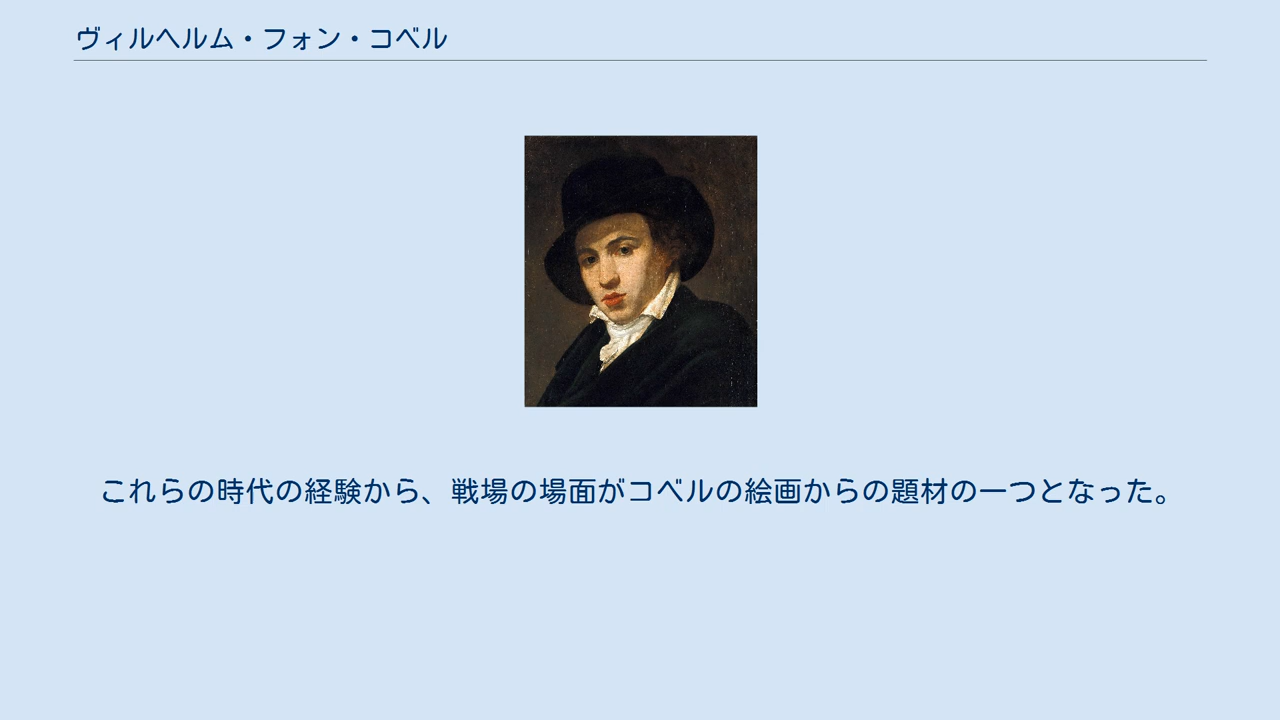 ヴィルヘルム・フォン・コベル
これらの時代の経験から、戦場の場面がコベルの絵画からの題材の一つとなった。